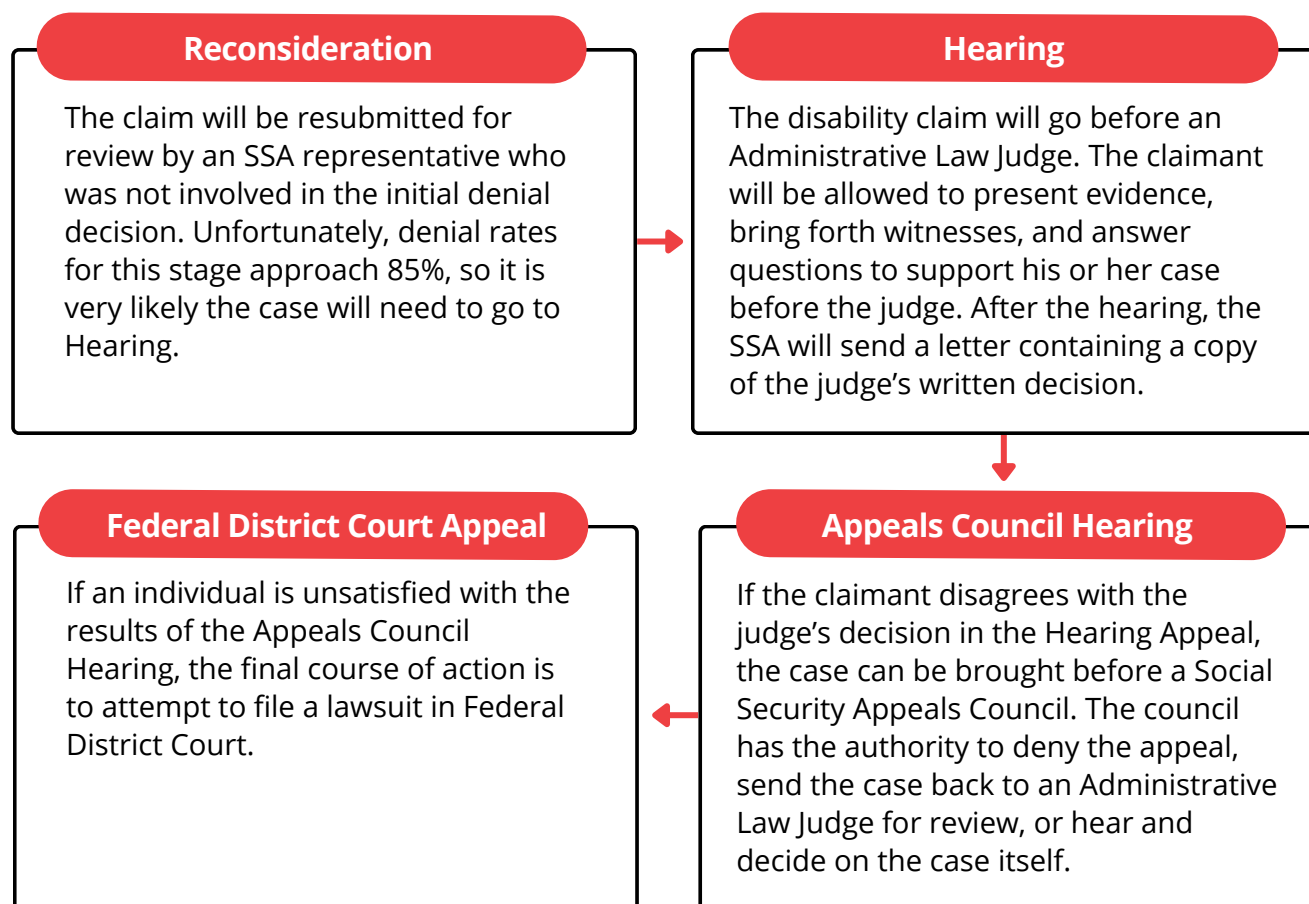 Reconsideration
The claim will be resubmitted for
review by an SSA representative who
was not involved in the initial denial
decision. Unfortunately, denial rates
for this stage approach 85%, so it is
very likely the case will need to go to
Hearing.
Hearing
The disability claim will go before an
Administrative Law Judge. The claimant
will be allowed to present evidence,
bring forth witnesses, and answer
questions to support his or her case
before the judge. After the hearing, the
SSA will send a letter containing a copy
of the judge’s written decision.
Appeals Council Hearing
If the claimant disagrees with the
judge’s decision in the Hearing Appeal,
the case can be brought before a Social
Security Appeals Council. The council
has the authority to deny the appeal,
send the case back to an Administrative
Law Judge for review, or hear and
decide on the case itself.
Federal District Court Appeal
If an individual is unsatisfied with the
results of the Appeals Council
Hearing, the final course of action is
to attempt to file a lawsuit in Federal
District Court.